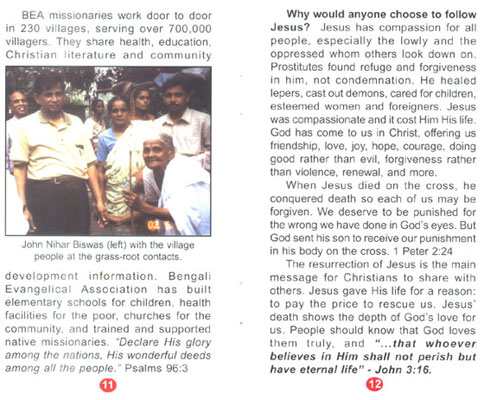 BEA missionaries work door to door
in 230 villages, serving over 700,000
villagers. They share health, education,
Christian literature and community
John Nihar Biswas (left) with the village
people at the grass-root contacts.
development information. Bengali
Evangelical Association has built
elementary schools for children, health
facilities for the poor, churches for the
community, and trained and supported
native missionaries. "Declare His glory
among the nations, His wonderful deeds
among all the people." Psalms 96:3
11
Why would anyone choose to follow
Jesus? Jesus has compassion for all
people, especially the lowly and the
oppressed whom others look down on.
Prostitutes found refuge and forgiveness
in him, not condemnation. He healed
lepers, cast out demons, cared for children,
esteemed women and foreigners. Jesus
was compassionate and it cost Him His life.
God has come to us in Christ, offering us
friendship, love, joy, hope, courage, doing
good rather than evil, forgiveness rather
than violence, renewal, and more.
When Jesus died on the cross, he
conquered death so each of us may be
forgiven. We deserve to be punished for
the wrong we have done in God's eyes. But
God sent his son to receive our punishment
in his body on the cross. 1 Peter 2:24
The resurrection of Jesus is the main
message for Christians to share with
others. Jesus gave His life for a reason:
to pay the price to rescue us. Jesus'
death shows the depth of God's love for
us. People should know that God loves
them truly, and "...that whoever
believes in Him shall not perish but
have eternal life" - John 3:16.
12